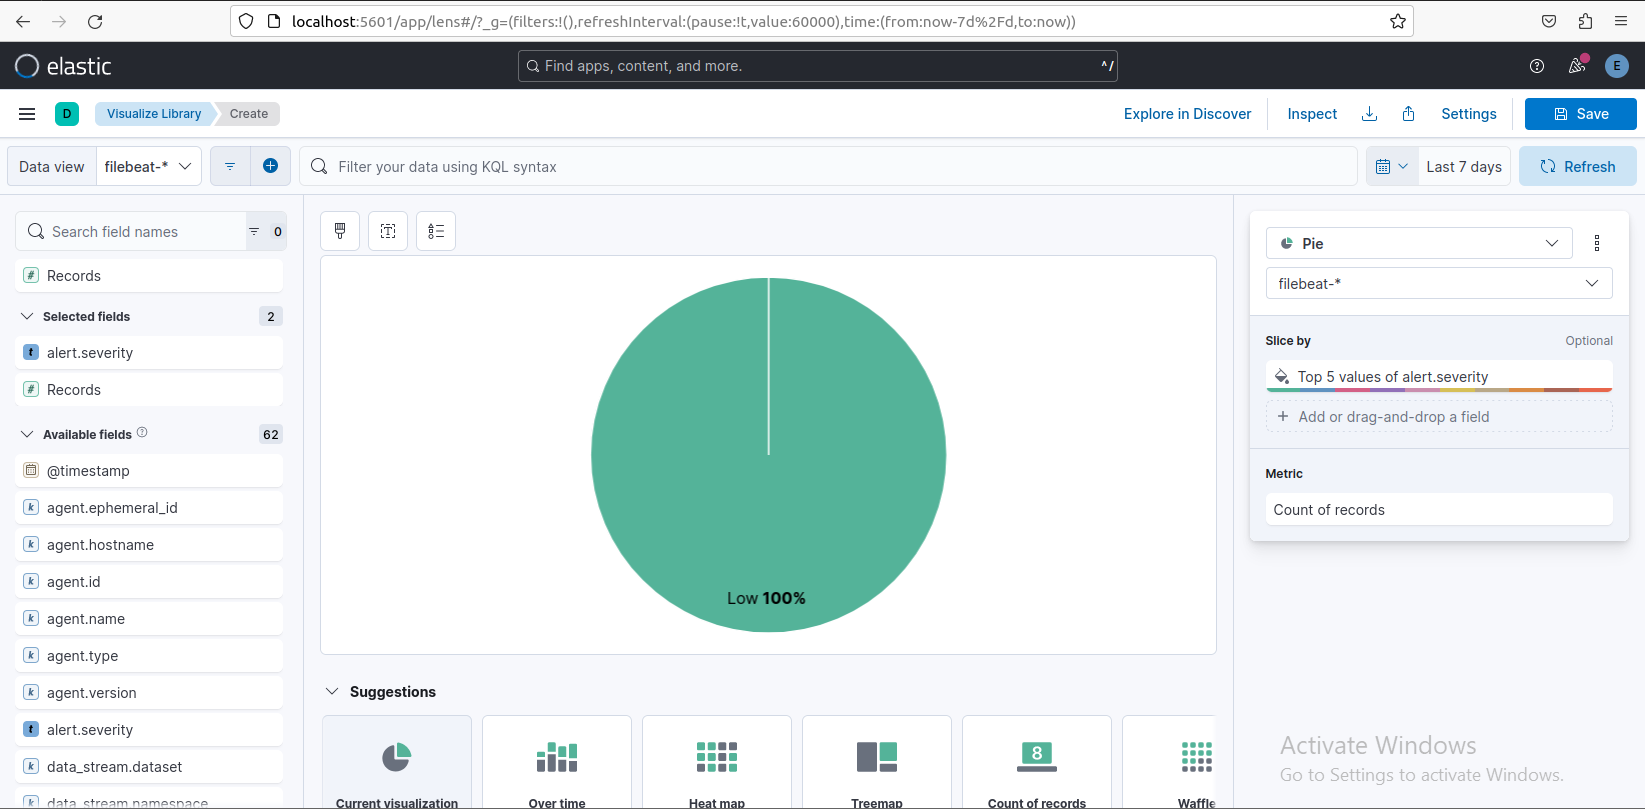 localhost:5601/app/lens#/?_g=(filters:!(),refreshInterval:(pause:!t,value:60000),time:(from:now-7d%2Fd,to:now))
elastic
Find apps, content, and more.
^/
E
D
Visualize Library
Create
Explore in Discover
Inspect
Settings
Save
Data view
filebeat-*
Filter your data using KQL syntax
Last 7 days
Refresh
Search field names
0
# Records
Selected fields
2
t alert.severity
# Records
Available fields
62
@timestamp
k agent.ephemeral_id
k agent.hostname
k agent.id
k agent.name
k agent.type
k agent.version
t alert.severity
k data_stream.dataset
k data_stream.namespace
Low 100%
Suggestions
Current visualization
Over time
Heat map
Treemap
8
Count of records
Waffle
Pie
filebeat-*
Slice by
Optional
Top 5 values of alert.severity
+ Add or drag-and-drop a field
Metric
Count of records
Activate Windows
Go to Settings to activate Windows.